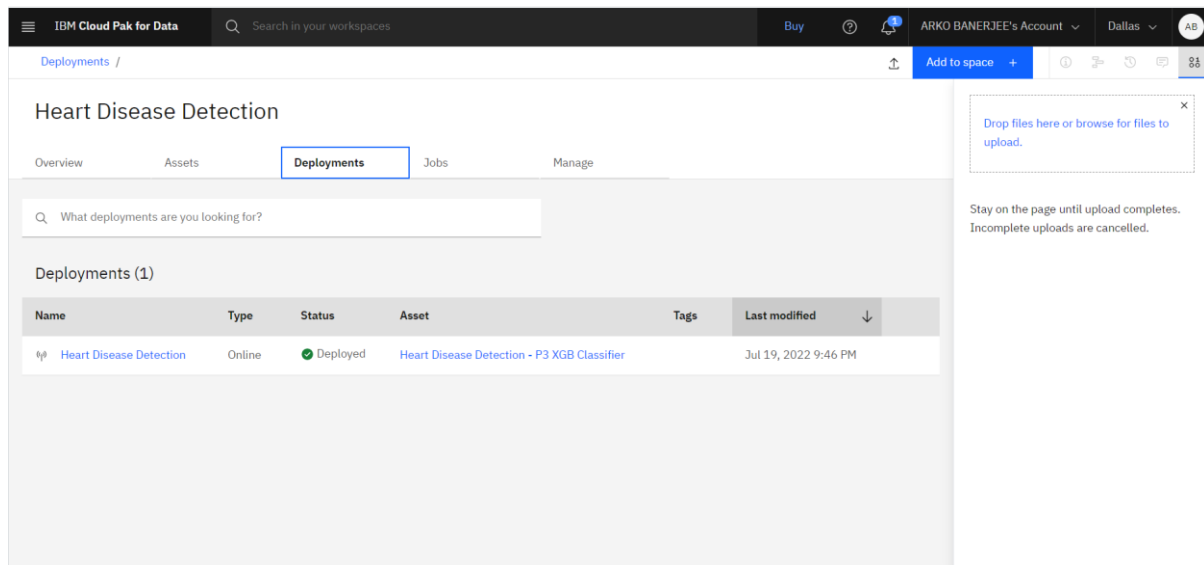 IBM Cloud Pak for Data
Search in your workspaces
Buy
1
ARKO BANERJEE's Account
Dallas
AB
Deployments /
Add to space +
Heart Disease Detection
Overview
Assets
Deployments
Jobs
Manage
Drop files here or browse for files to
upload.
Stay on the page until upload completes.
Incomplete uploads are cancelled.
What deployments are you looking for?
Deployments (1)
Name Type Status Asset Tags Last modified
Heart Disease Detection Online Deployed Heart Disease Detection - P3 XGB Classifier Jul 19, 2022 9:46 PM